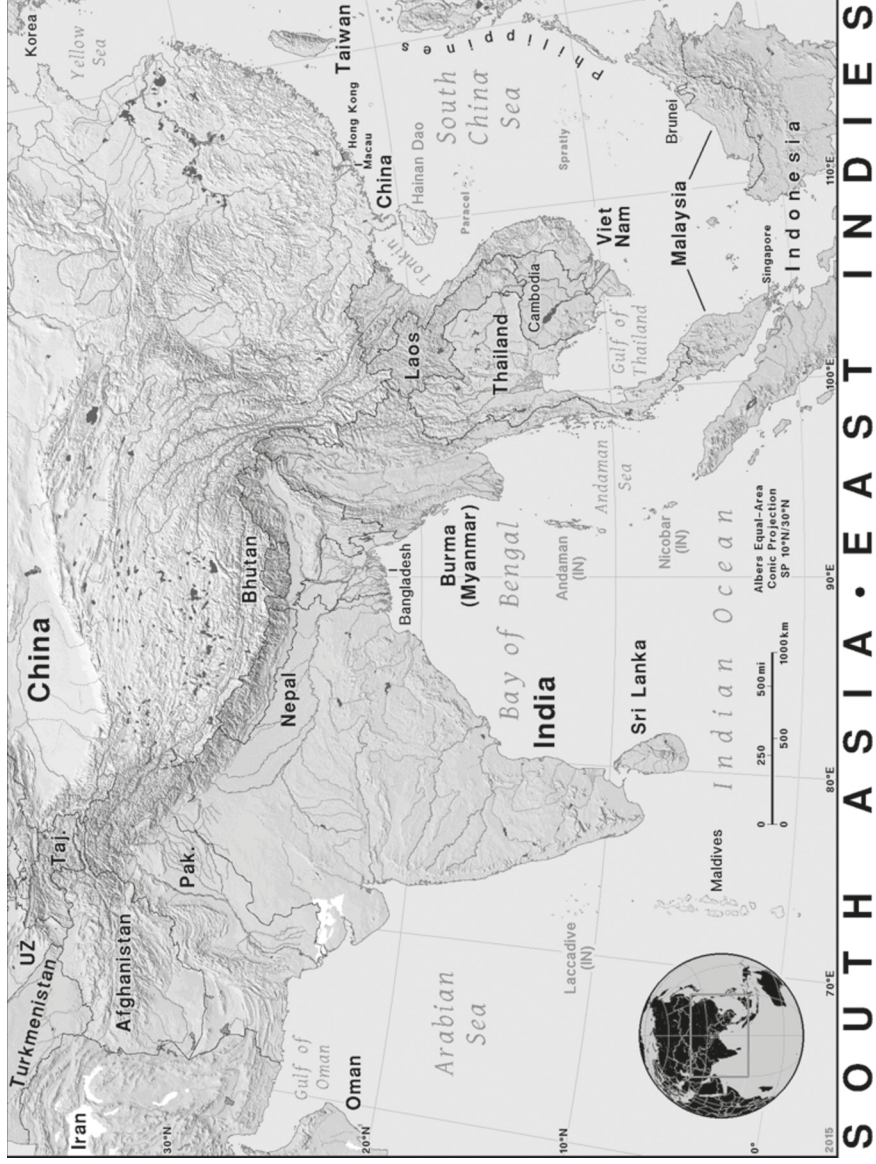 Korea
Yellow
Sea
Taiwan
Philippines
UZ
Taj.
China
Turkmenistan
Iran
Afghanistan
Pak.
Nepal
Bhutan
Hong Kong
Macau
China
Hainan Dao
South
China
Sea
Tonkin
Paracel
Spratly
Brunei
30°N
Gulf of
Oman
Oman
20°N
Arabian
Sea
India
Bay of Bengal
Bangladesh
Burma
(Myanmar)
Laos
Thailand
Cambodia
Viet
Nam
Gulf of
Thailand
Malaysia
Singapore
Indonesia
Andaman
Sea
Andaman
(IN)
Nicobar
(IN)
Laccadive
(IN)
Maldives
Sri Lanka
Indian Ocean
10°N
0°
0 250 500 mi
0 500 1000 km
Albers Equal-Area
Conic Projection
SP 10°N/30°N
2015
70°E
80°E
90°E
100°E
110°E
SOUTH ASIA • EAST INDIES